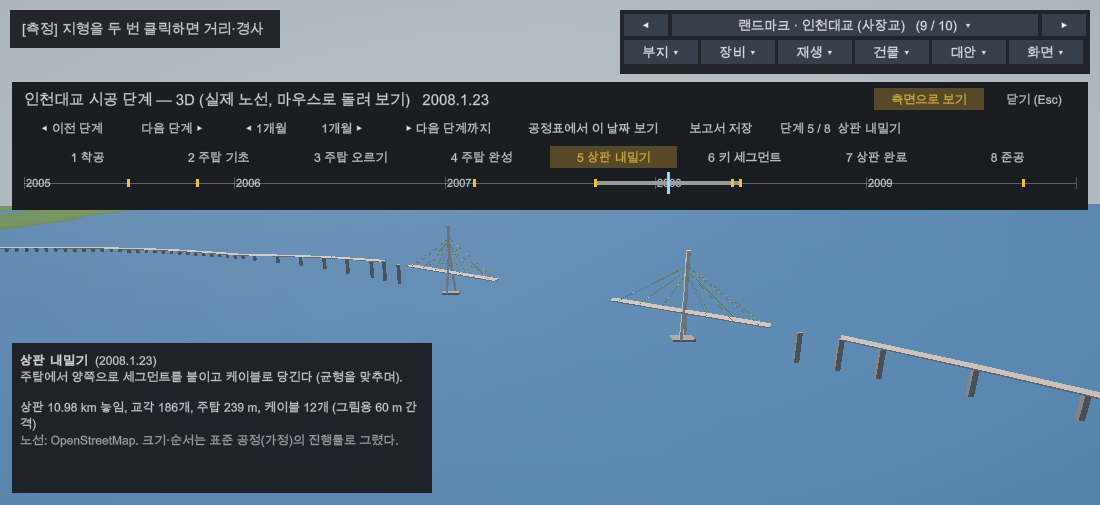 [측정] 지형을 두 번 클릭하면 거리·경사
◂ 랜드마크 · 인천대교 (사장교) (9 / 10) ▾ ▸
부지 ▾ 장비 ▾ 재생 ▾ 건물 ▾ 대안 ▾ 화면 ▾
인천대교 시공 단계 — 3D (실제 노선, 마우스로 돌려 보기) 2008.1.23 측면으로 보기 닫기 (Esc)
◂ 이전 단계 다음 단계 ▸ ◂ 1개월 1개월 ▸ ▸ 다음 단계까지 공정표에서 이 날짜 보기 보고서 저장 단계 5 / 8 상판 내밀기
1 착공 2 주탑 기초 3 주탑 오르기 4 주탑 완성 5 상판 내밀기 6 키 세그먼트 7 상판 완료 8 준공
2005 2006 2007 2008 2009
상판 내밀기 (2008.1.23)
주탑에서 양쪽으로 세그먼트를 붙이고 케이블로 당긴다 (균형을 맞추며).
상판 10.98 km 놓임, 교각 186개, 주탑 239 m, 케이블 12개 (그림용 60 m 간
격)
노선: OpenStreetMap. 크기·순서는 표준 공정(가정)의 진행률로 그렸다.